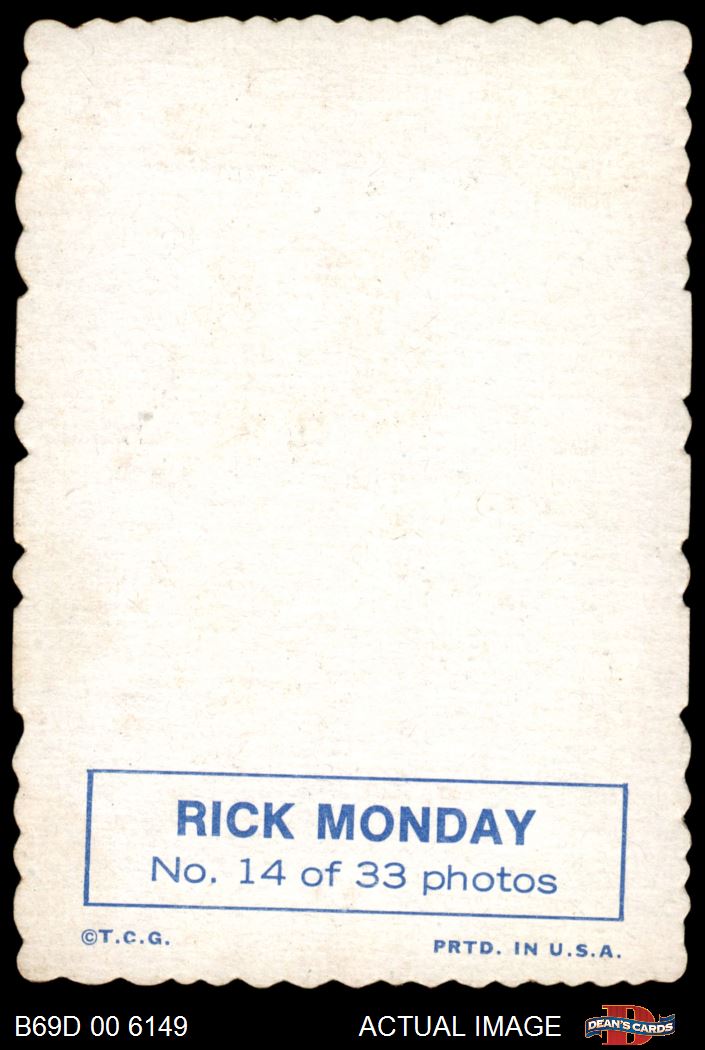 RICK MONDAY
No. 14 of 33 photos
©T.C.G.
PRTD. IN U.S.A.
B69D 00 6149
ACTUAL IMAGE
DEAN'S CARDS